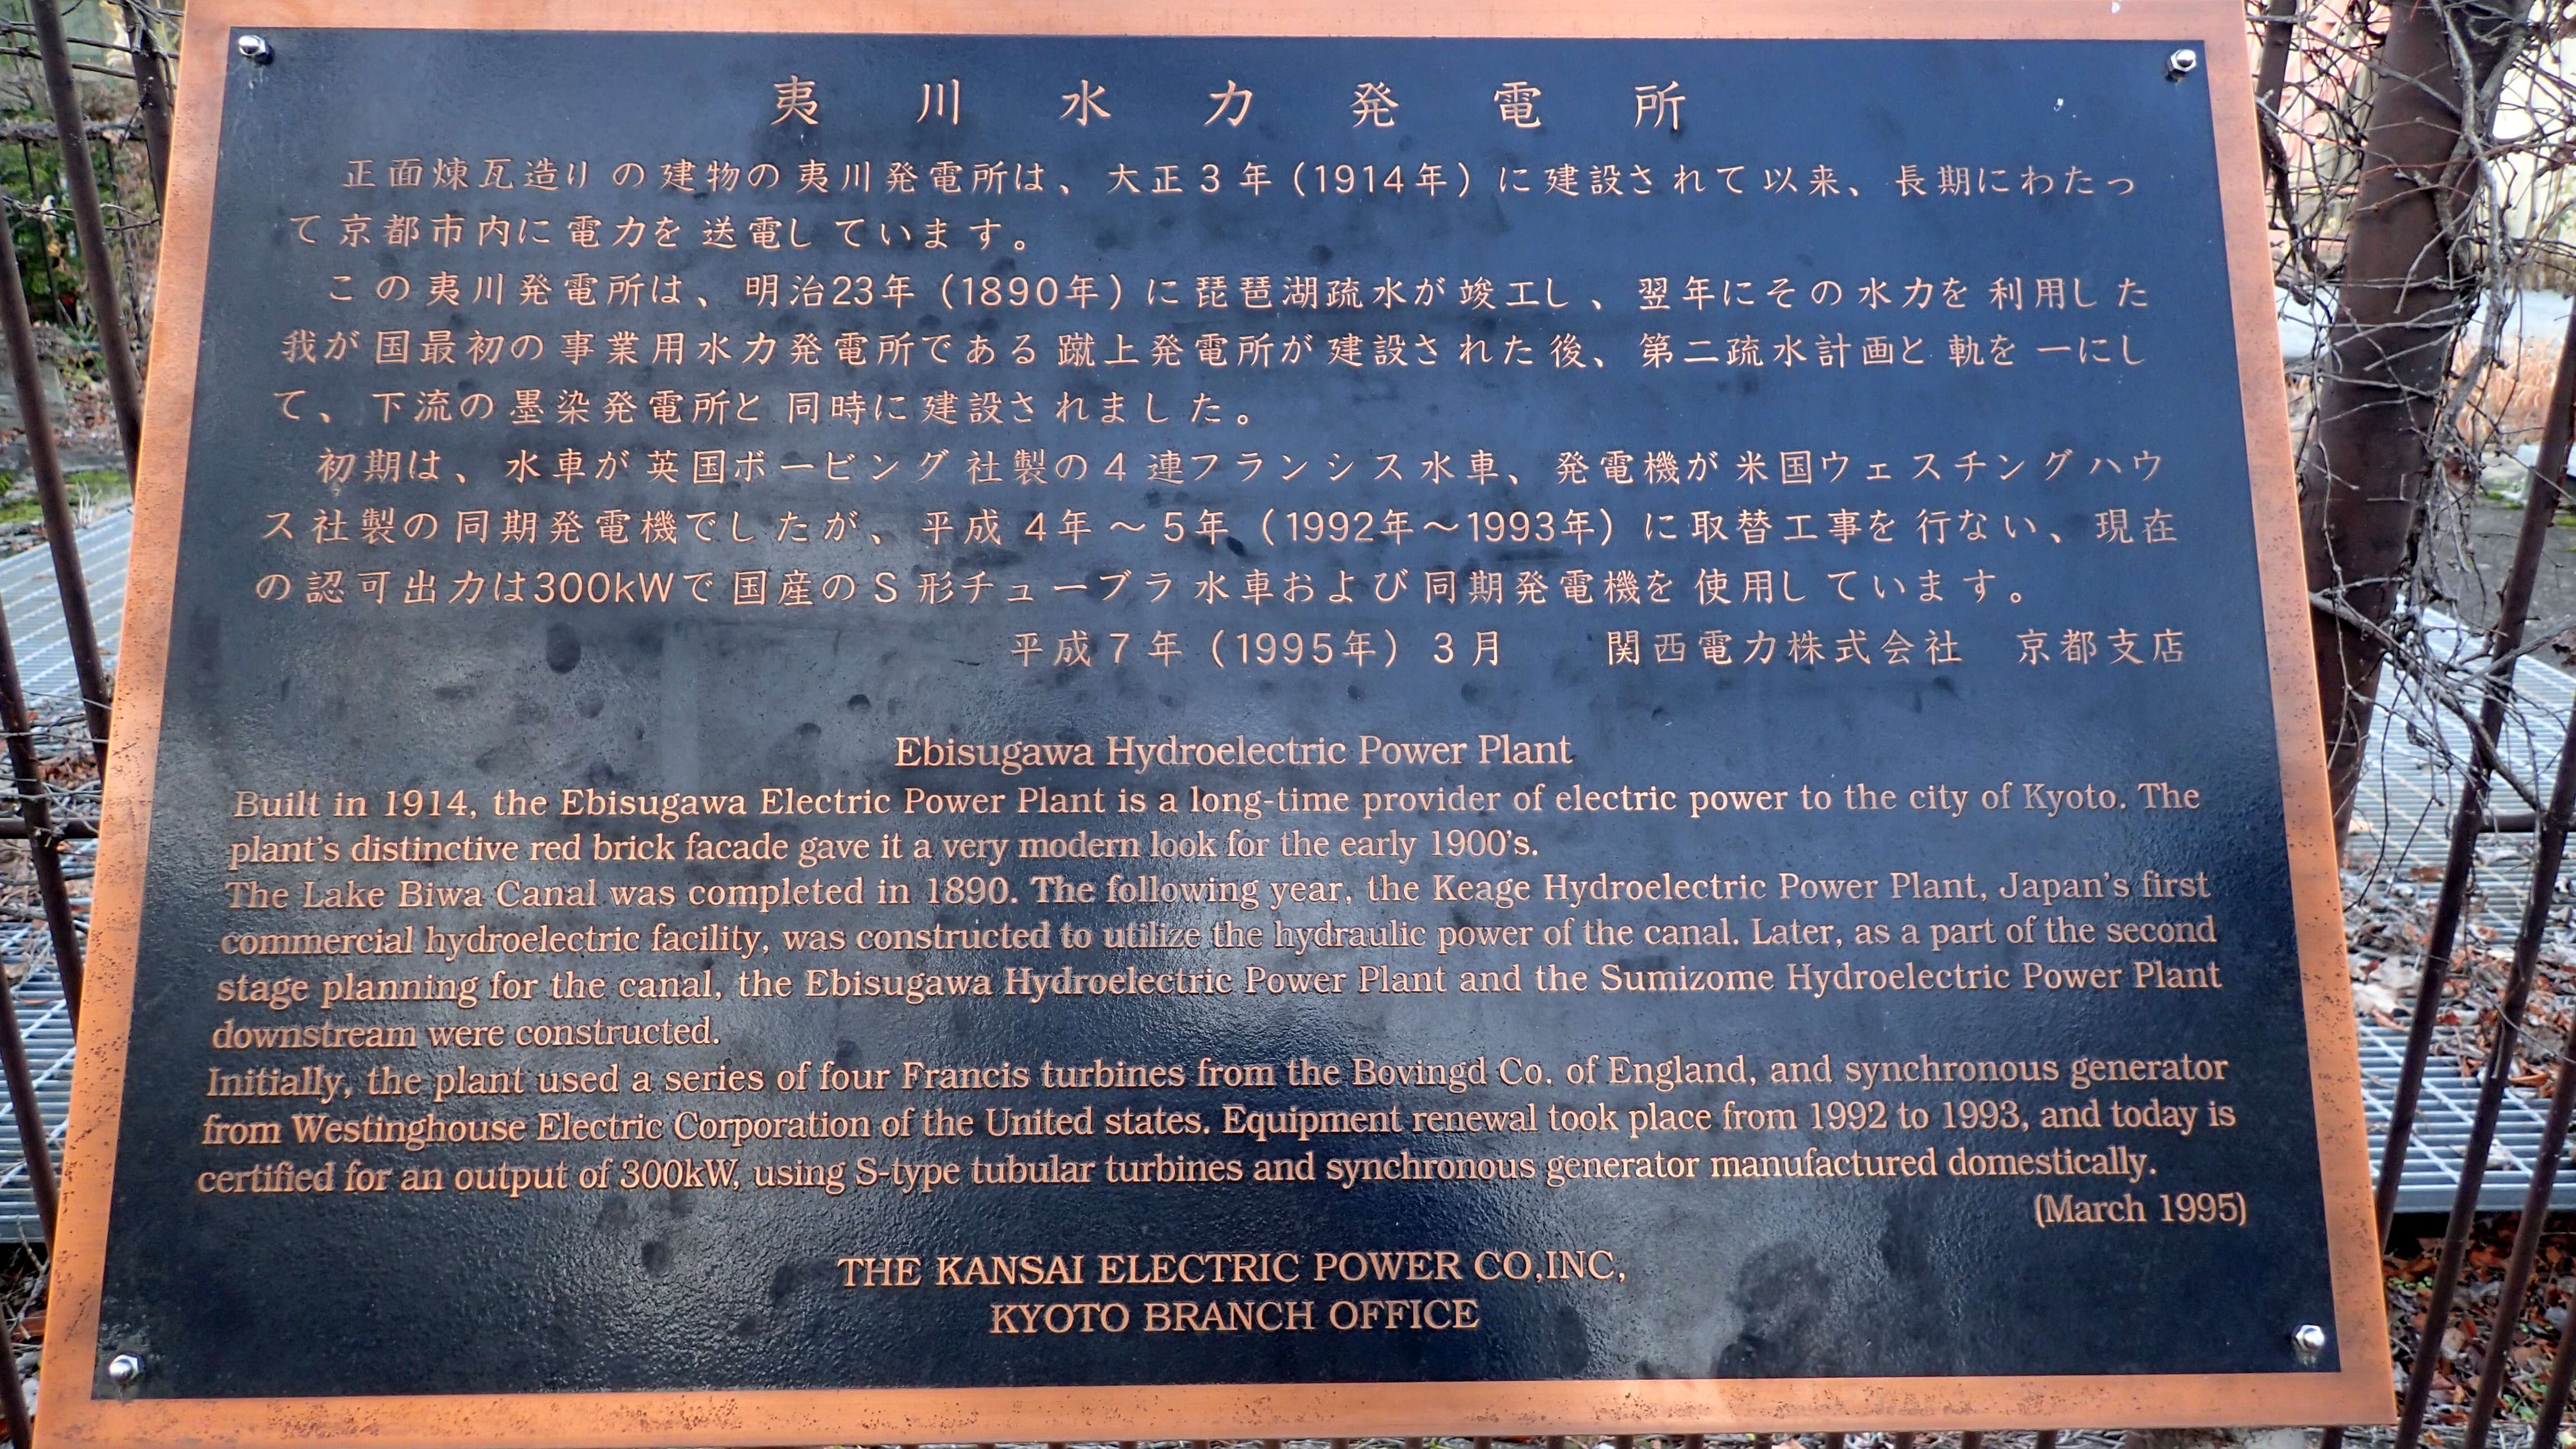 夷川水力発電所
正面煉瓦造りの建物の夷川発電所は、大正3年(1914年)に建設されて以来、長期にわたっ
て京都市内に電力を送電しています。
この夷川発電所は、明治23年(1890年)に琵琶湖疏水が竣工し、翌年にその水力を利用した
我が国最初の事業用水力発電所である蹴上発電所が建設された後、第二疏水計画と軌を一にし
て、下流の墨染発電所と同時に建設されました。
初期は、水車が英国ボービング社製の4連フランシス水車、発電機が米国ウェスチングハウ
ス社製の同期発電機でしたが、平成4年〜5年(1992年〜1993年)に取替工事を行ない、現在
の認可出力は300kWで国産のS形チューブラ水車および同期発電機を使用しています。
平成7年(1995年)3月 関西電力株式会社 京都支店
Ebisugawa Hydroelectric Power Plant
Built in 1914, the Ebisugawa Electric Power Plant is a long-time provider of electric power to the city of Kyoto. The
plant's distinctive red brick facade gave it a very modern look for the early 1900's.
The Lake Biwa Canal was completed in 1890. The following year, the Keage Hydroelectric Power Plant, Japan's first
commercial hydroelectric facility, was constructed to utilize the hydraulic power of the canal. Later, as a part of the second
stage planning for the canal, the Ebisugawa Hydroelectric Power Plant and the Sumizome Hydroelectric Power Plant
downstream were constructed.
Initially, the plant used a series of four Francis turbines from the Bovingd Co. of England, and synchronous generator
from Westinghouse Electric Corporation of the United states. Equipment renewal took place from 1992 to 1993, and today is
certified for an output of 300kW, using S-type tubular turbines and synchronous generator manufactured domestically.
(March 1995)
THE KANSAI ELECTRIC POWER CO,INC,
KYOTO BRANCH OFFICE